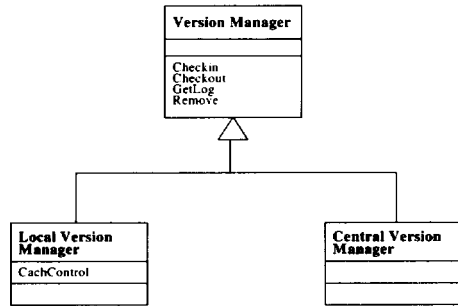 Version Manager
Checkin
Checkout
GetLog
Remove
Local Version
Manager
CachControl
Central Version
Manager